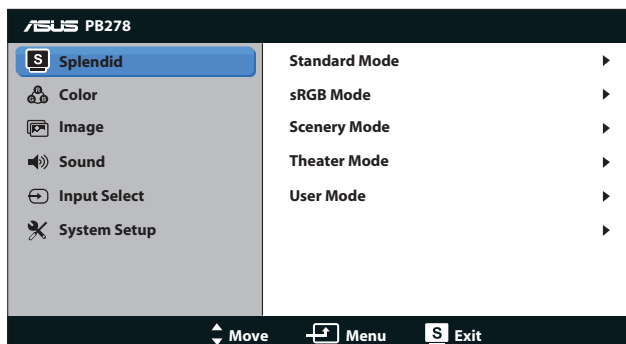 ASUS PB278
S Splendid
Color
Image
Sound
Input Select
System Setup
Standard Mode
sRGB Mode
Scenery Mode
Theater Mode
User Mode
Move Menu S Exit